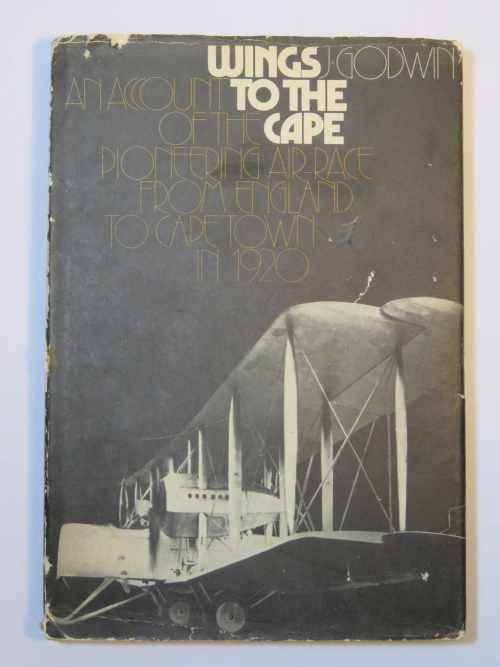 WINGS J. GODWIN
AN ACCOUNT TO THE
OF THE CAPE
PIONEERING AIR-RACE
FROM ENGLAND
TO CAPE TOWN
IN 1920